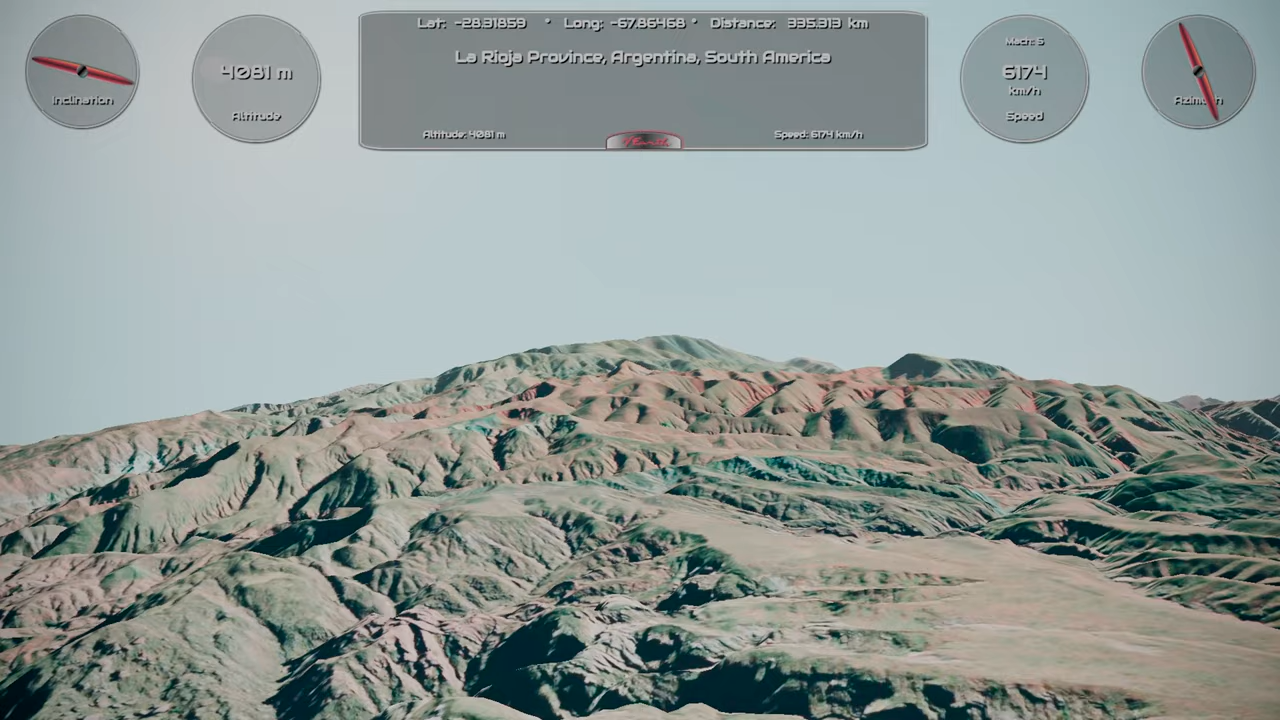 Lat: -28.31859 ° Long: -67.86468 ° Distance: 335.313 km
La Rioja Province, Argentina, South America
Altitude: 4081 m
Speed: 6174 km/h
Inclination
4081 m
Altitude
Mach: 5
6174
km/h
Speed